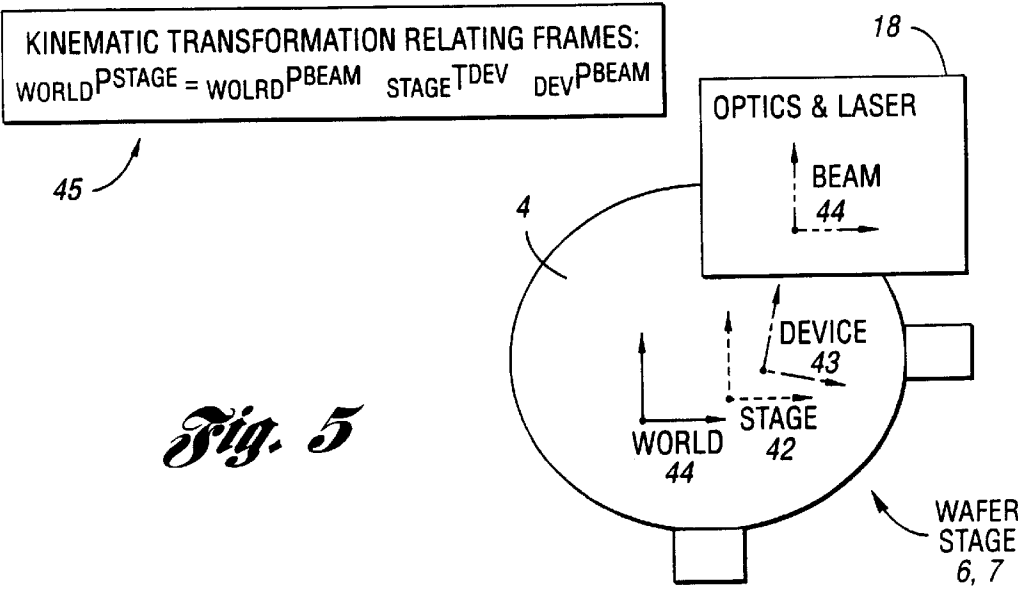 KINEMATIC TRANSFORMATION RELATING FRAMES:
WORLDPSTAGE = WOLRDPBEAM STAGETDEV DEVPBEAM
45
18
OPTICS & LASER
BEAM
44
4
DEVICE
43
STAGE
42
WORLD
44
Fig. 5
WAFER
STAGE
6, 7